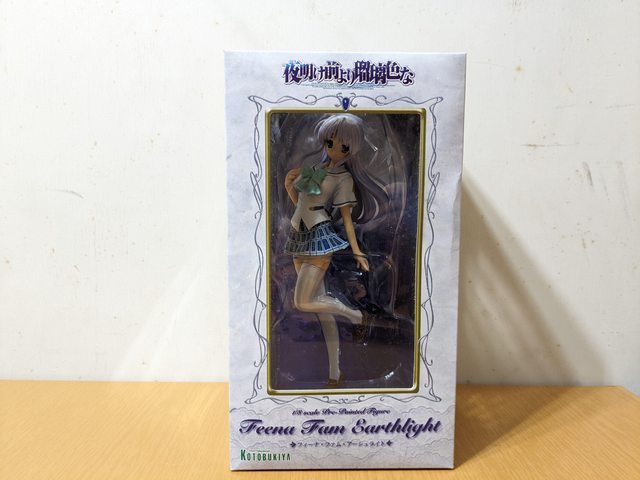 夜明け前より瑠璃色な
1/8 scale Pre-Painted Figure
Feena Fam Earthlight
フィーナ・ファム・アーシュライト
KOTOBUKIYA